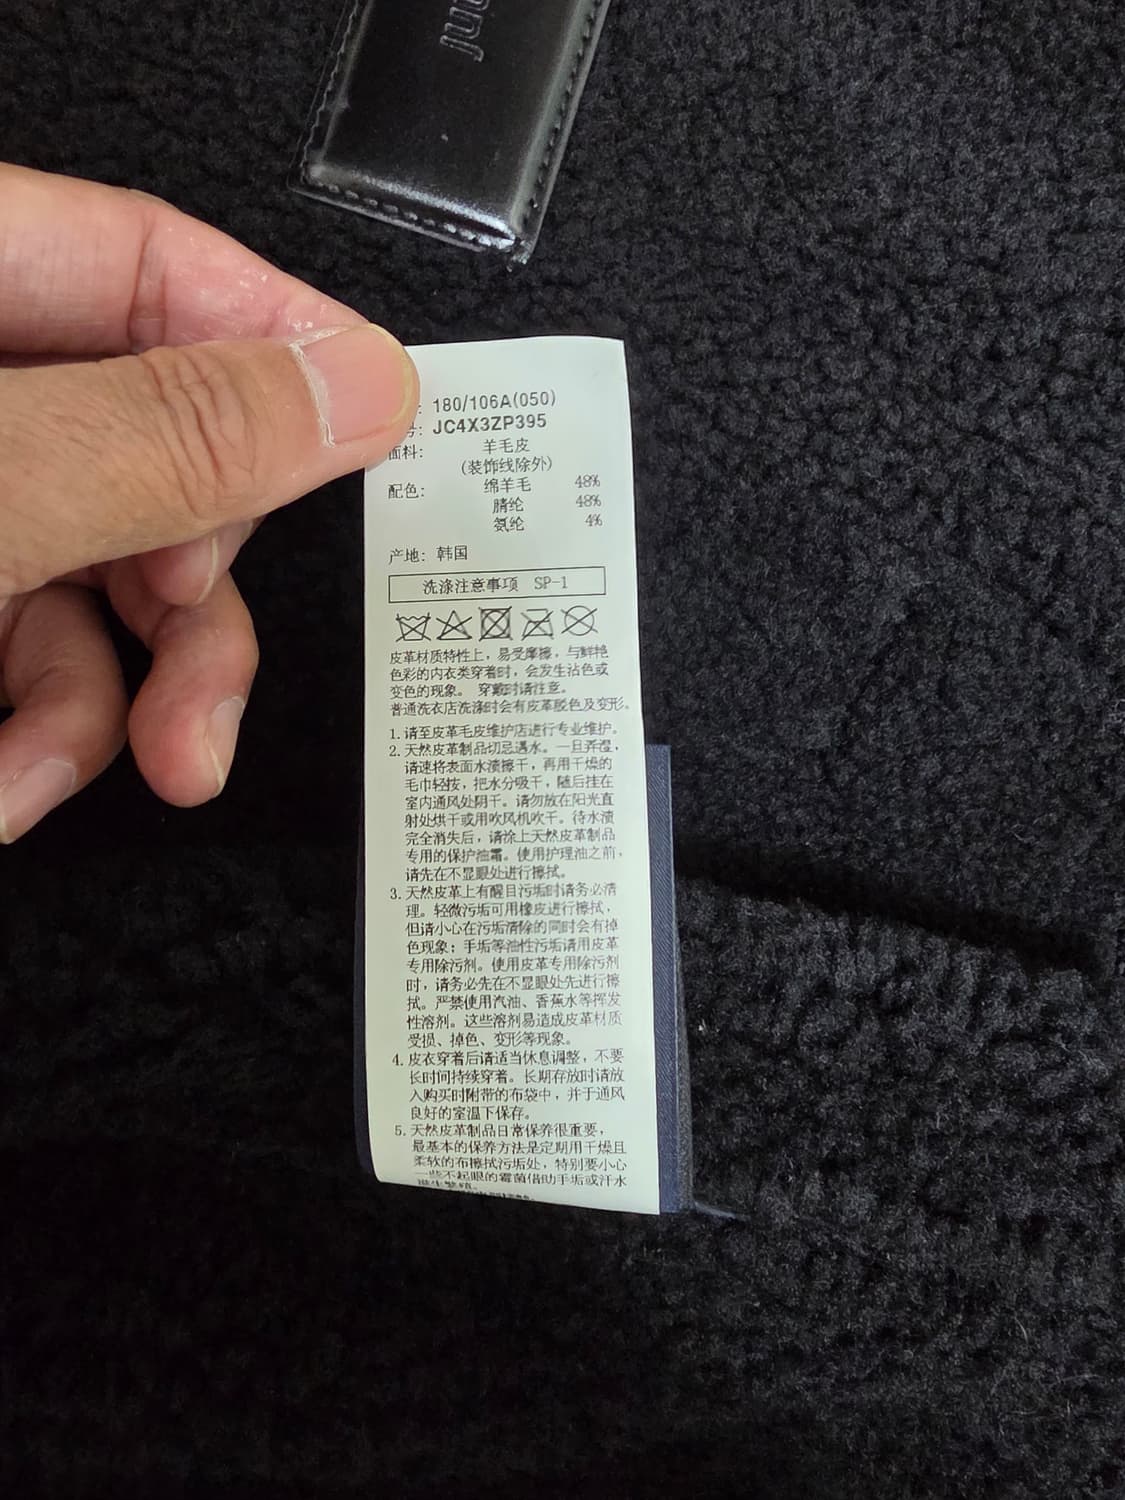 : 180/106A(050)
号: JC4X3ZP395
面料: 羊毛皮
(装饰线除外)
配色: 绵羊毛 48%
腈纶 48%
氨纶 4%
产地: 韩国
洗涤注意事项 SP-1
皮革材质特性上，易受摩擦，与鲜艳
色彩的内衣类穿着时，会发生沾色或
变色的现象。 穿戴时请注意。
普通洗衣店洗涤时会有皮革脱色及变形。
1. 请至皮革毛皮维护店进行专业维护。
2. 天然皮革制品切忌遇水。一旦弄湿，
请速将表面水渍擦干，再用干燥的
毛巾轻按，把水分吸干，随后挂在
室内通风处阴干。请勿放在阳光直
射处烘干或用吹风机吹干。待水渍
完全消失后，请涂上天然皮革制品
专用的保护油霜。使用护理油之前，
请先在不显眼处进行擦拭。
3. 天然皮革上有醒目污垢时请务必清
理。轻微污垢可用橡皮进行擦拭，
但请小心在污垢清除的同时会有掉
色现象；手垢等油性污垢请用皮革
专用除污剂。使用皮革专用除污剂
时，请务必先在不显眼处先进行擦
拭。严禁使用汽油、香蕉水等挥发
性溶剂。这些溶剂易造成皮革材质
受损、掉色、变形等现象。
4. 皮衣穿着后请适当休息调整，不要
长时间持续穿着。长期存放时请放
入购买时附带的布袋中，并于通风
良好的室温下保存。
5. 天然皮革制品日常保养很重要，
最基本的保养方法是定期用干燥且
柔软的布擦拭污垢处，特别要小心
一些不起眼的霉菌借助手垢或汗水
滋生繁殖。